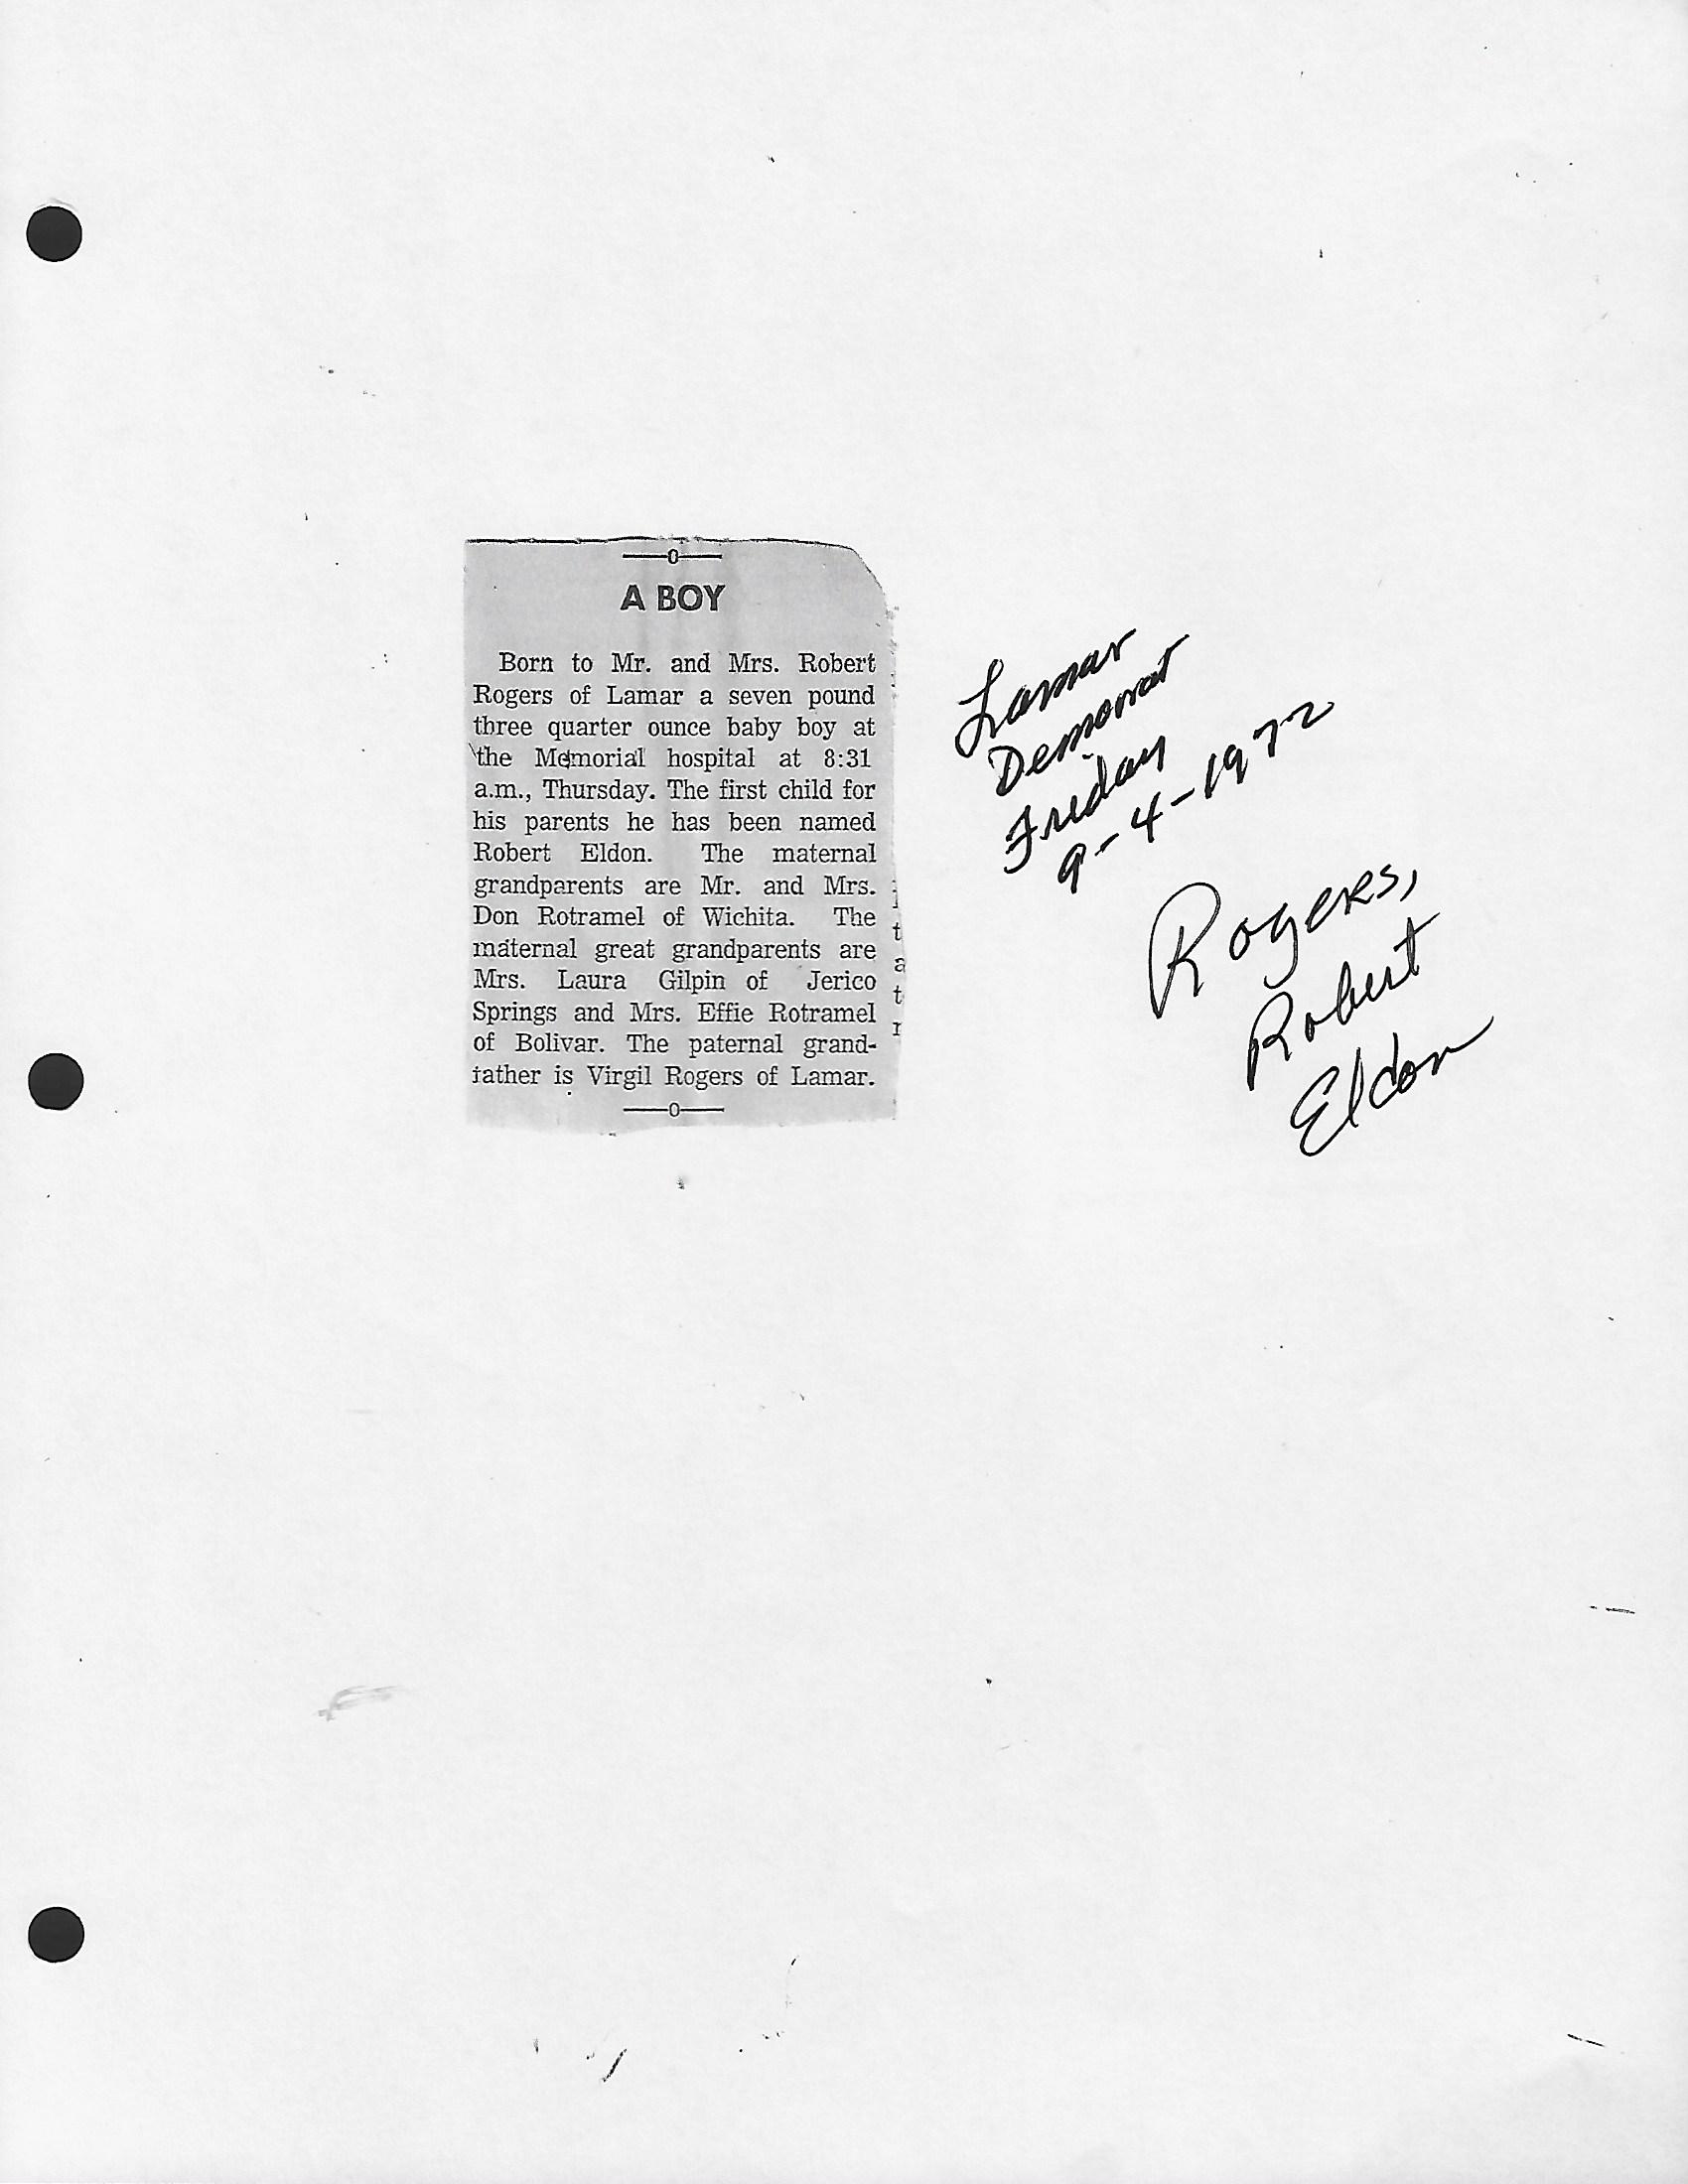 A BOY
Born to Mr. and Mrs. Robert
Rogers of Lamar a seven pound
three quarter ounce baby boy at
the Memorial hospital at 8:31
a.m., Thursday. The first child for
his parents he has been named
Robert Eldon. The maternal
grandparents are Mr. and Mrs.
Don Rotramel of Wichita. The
maternal great grandparents are
Mrs. Laura Gilpin of Jerico
Springs and Mrs. Effie Rotramel
of Bolivar. The paternal grand-
father is Virgil Rogers of Lamar.
Lamar
Democrat
Friday
9-4-1972
Rogers,
Robert
Eldon